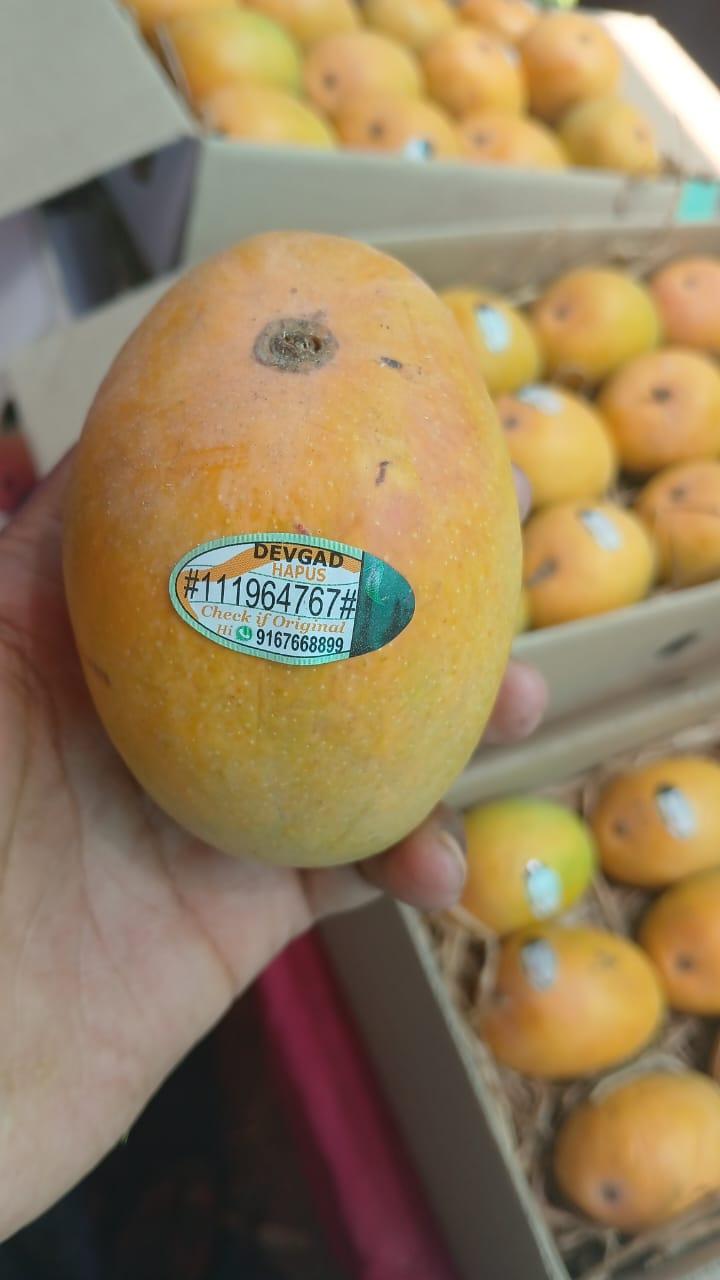 DEVGAD
HAPUS
#111964767#
Check if Original
Hi 9167668899